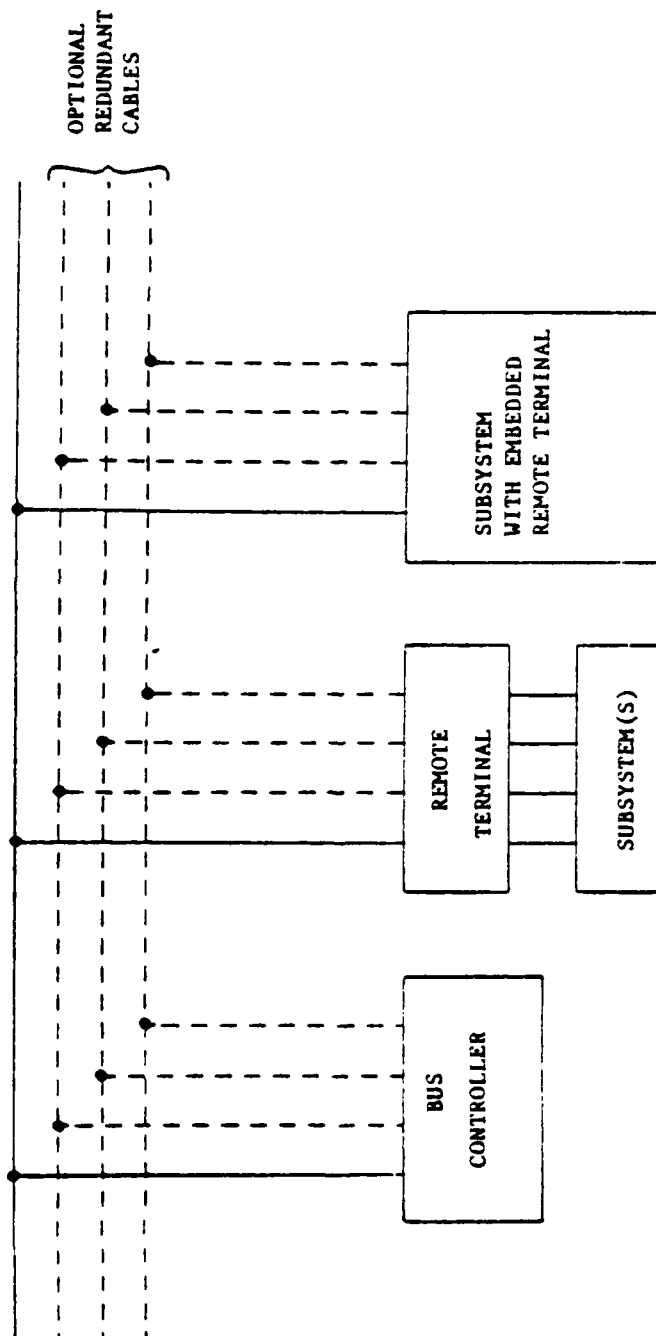 OPTIONAL
REDUNDANT
CABLES
BUS
CONTROLLER
REMOTE
TERMINAL
SUBSYSTEM(S)
SUBSYSTEM
WITH EMBEDDED
REMOTE TERMINAL